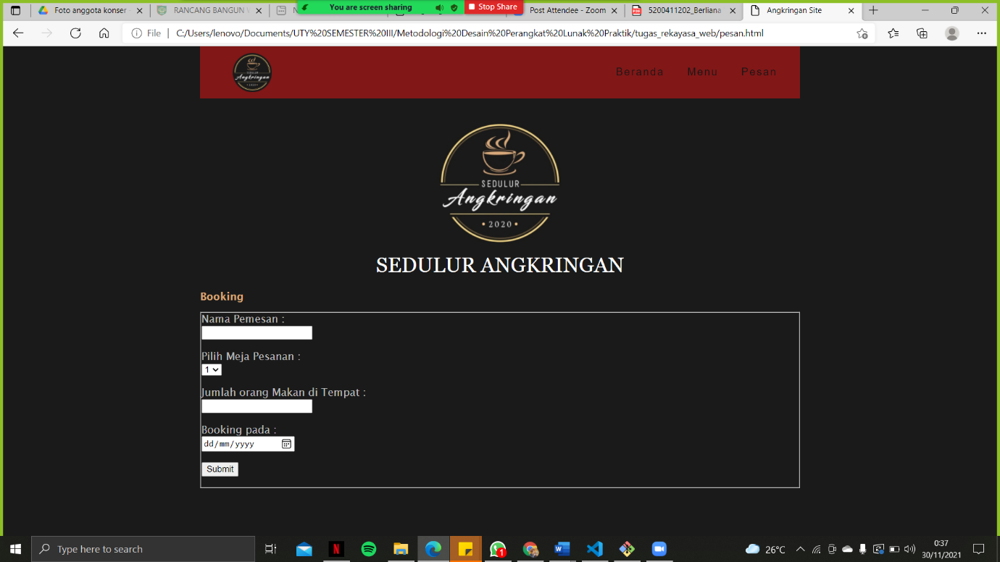 Foto anggota konser
RANCANG BANGUN W
You are screen sharing
Stop Share
Post Attendee - Zoom
5200411202_Berliana
Angkringan Site
File
C:/Users/lenovo/Documents/UTY%20SEMESTER%20III/Metodologi%20Desain%20Perangkat%20Lunak%20Praktik/tugas_rekayasa_web/pesan.html
SEDULUR
Angkringan
2020
Beranda Menu Pesan
SEDULUR
Angkringan
• 2020 •
SEDULUR ANGKRINGAN
Booking
Nama Pemesan :
Pilih Meja Pesanan :
1
Jumlah orang Makan di Tempat :
Booking pada :
dd/mm/yyyy
Submit
Type here to search
1
26°C
0:37
30/11/2021